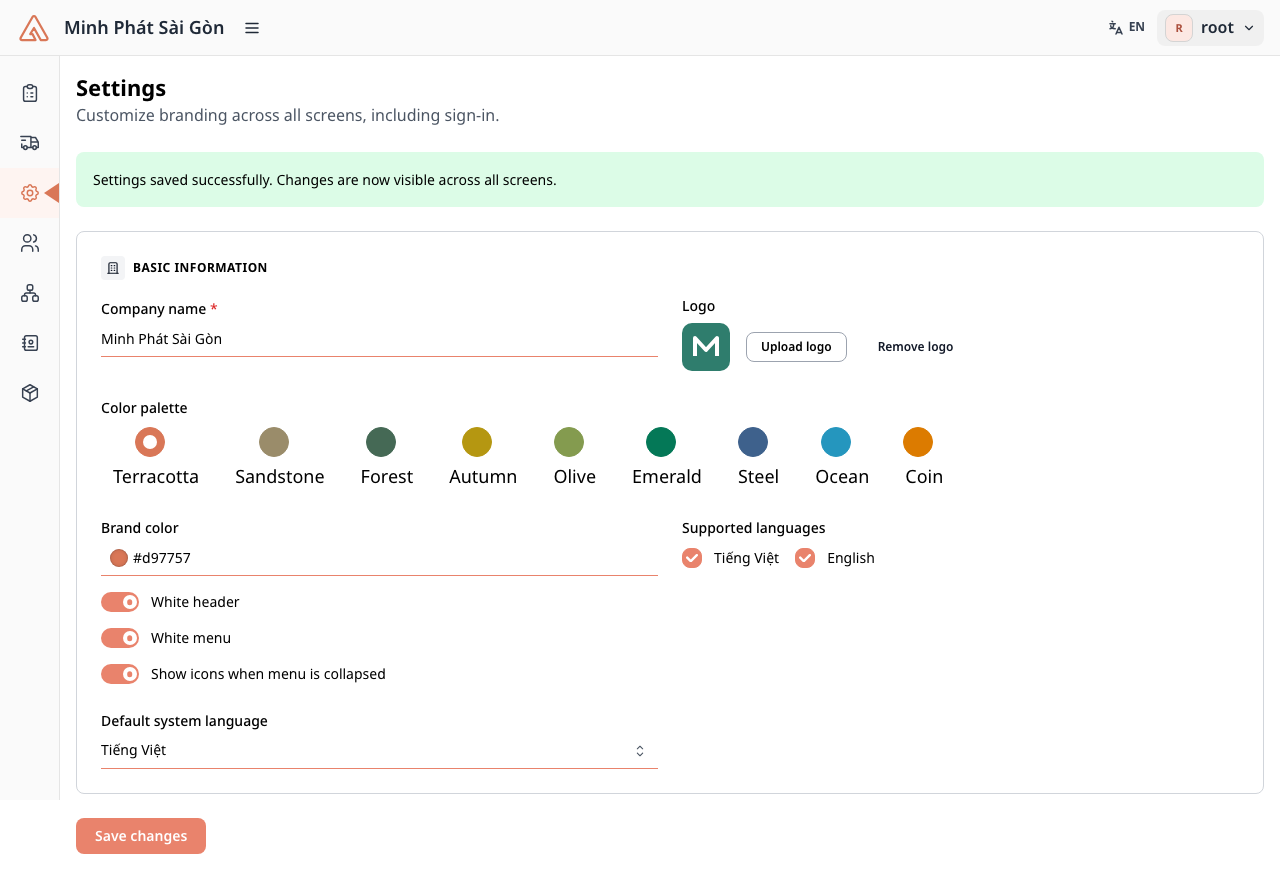 Minh Phát Sài Gòn
EN
R
root
Settings
Customize branding across all screens, including sign-in.
Settings saved successfully. Changes are now visible across all screens.
BASIC INFORMATION
Company name *
Minh Phát Sài Gòn
Logo
M
Upload logo
Remove logo
Color palette
Terracotta
Sandstone
Forest
Autumn
Olive
Emerald
Steel
Ocean
Coin
Brand color
#d97757
Supported languages
Tiếng Việt
English
White header
White menu
Show icons when menu is collapsed
Default system language
Tiếng Việt
Save changes